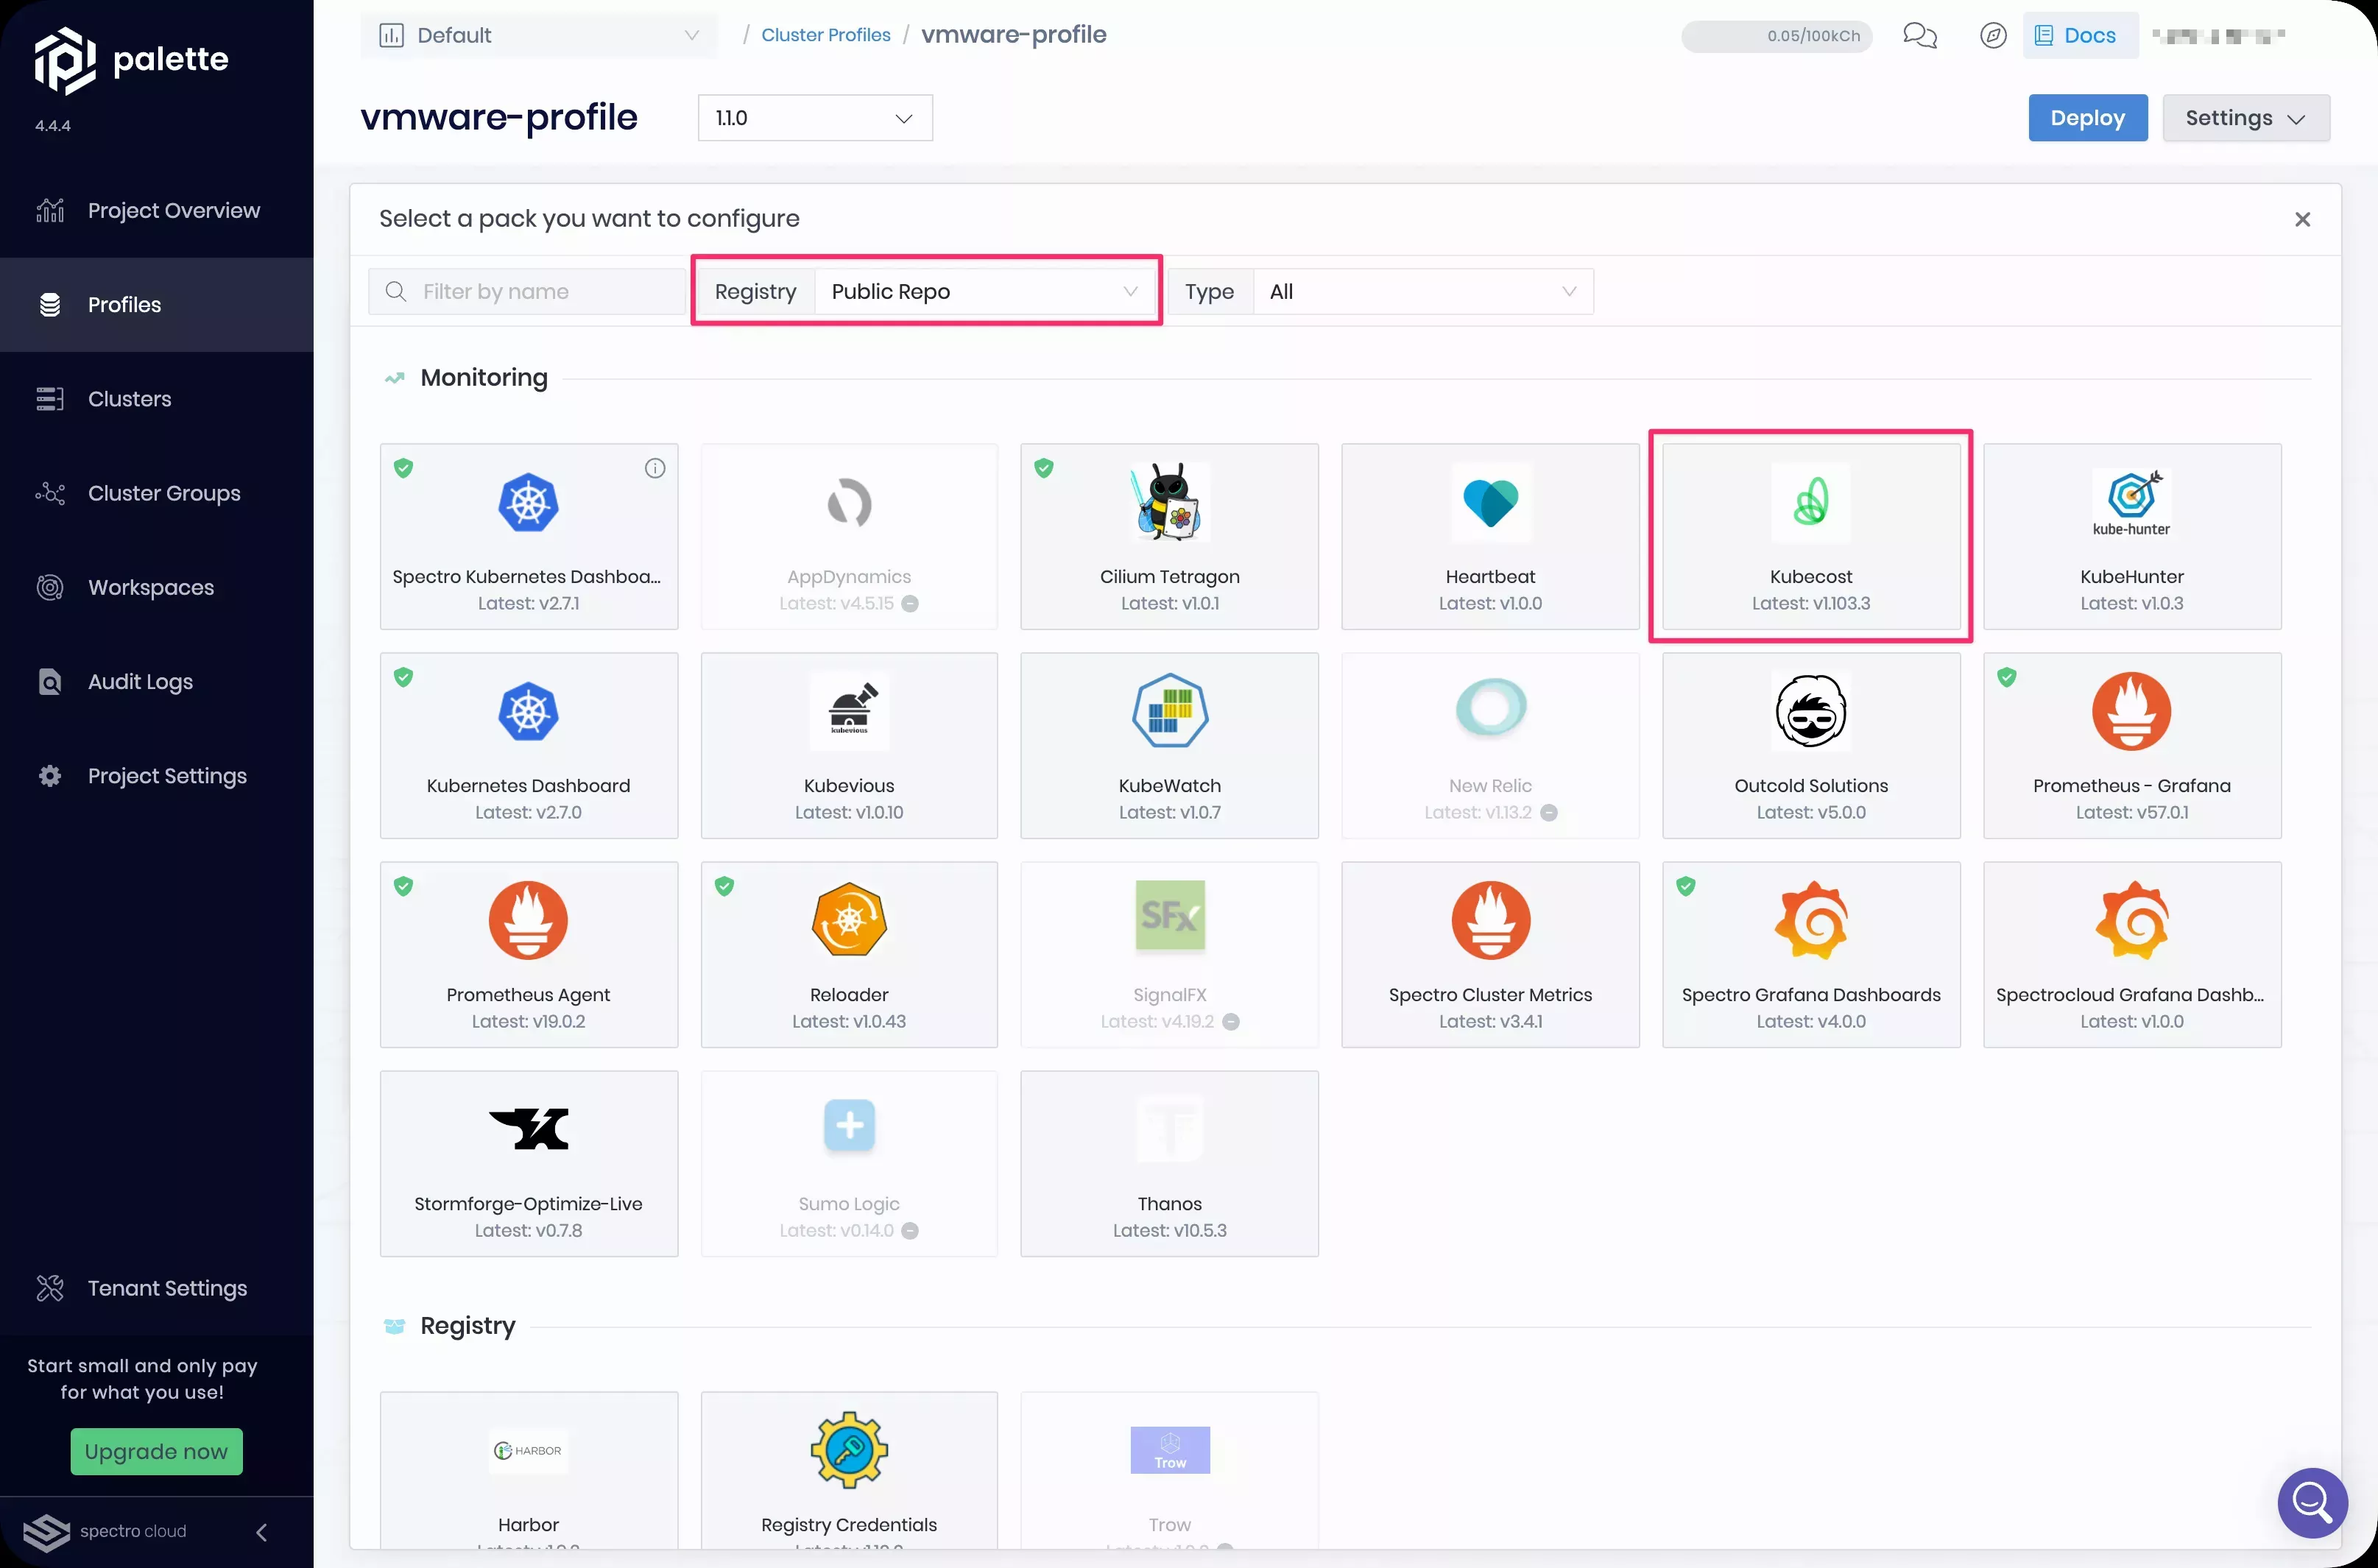 palette
4.4.4
Project Overview
Profiles
Clusters
Cluster Groups
Workspaces
Audit Logs
Project Settings
Tenant Settings
Start small and only pay
for what you use!
Upgrade now
spectro cloud
Default
/ Cluster Profiles / vmware-profile
0.05/100kCh
Docs
vmware-profile
1.1.0
Deploy
Settings
Select a pack you want to configure
Filter by name
Registry Public Repo
Type All
Monitoring
Spectro Kubernetes Dashboa...
Latest: v2.7.1
AppDynamics
Latest: v4.5.15
Cilium Tetragon
Latest: v1.0.1
Heartbeat
Latest: v1.0.0
Kubecost
Latest: v1.103.3
kube-hunter
KubeHunter
Latest: v1.0.3
Kubernetes Dashboard
Latest: v2.7.0
kubevious
Kubevious
Latest: v1.0.10
KubeWatch
Latest: v1.0.7
New Relic
Latest: v1.13.2
Outcold Solutions
Latest: v5.0.0
Prometheus - Grafana
Latest: v57.0.1
Prometheus Agent
Latest: v19.0.2
Reloader
Latest: v1.0.43
SFx
SignalFX
Latest: v4.19.2
Spectro Cluster Metrics
Latest: v3.4.1
Spectro Grafana Dashboards
Latest: v4.0.0
Spectrocloud Grafana Dashb...
Latest: v1.0.0
Stormforge-Optimize-Live
Latest: v0.7.8
Sumo Logic
Latest: v0.14.0
Thanos
Latest: v10.5.3
Registry
HARBOR
Harbor
Registry Credentials
Trow
Trow